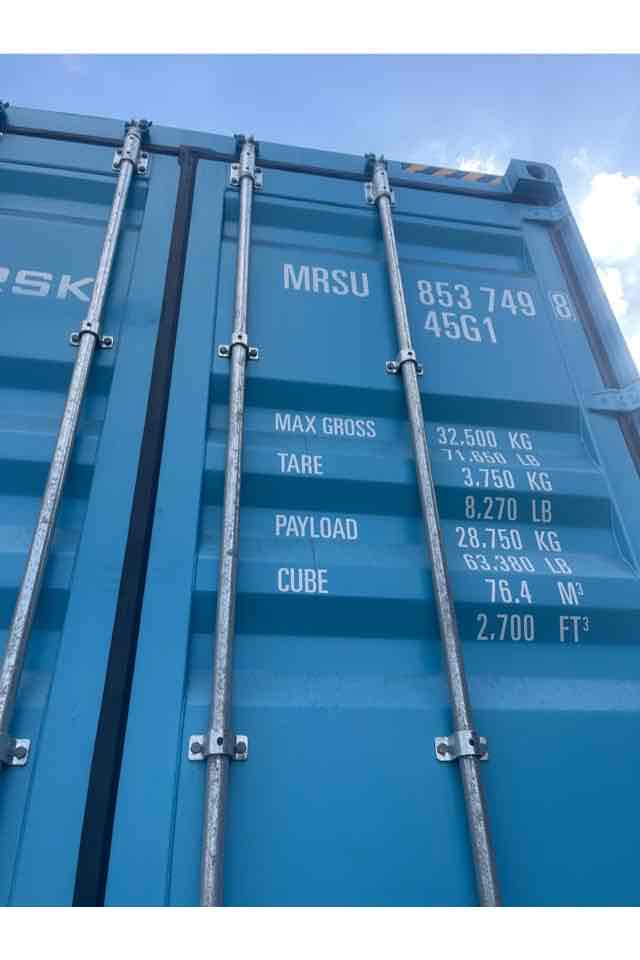 RSK
MRSU 853 749 8
45G1
MAX GROSS 32.500 KG
71.650 LB
TARE 3.750 KG
8,270 LB
PAYLOAD 28.750 KG
63.380 LB
CUBE 76.4 M³
2,700 FT³